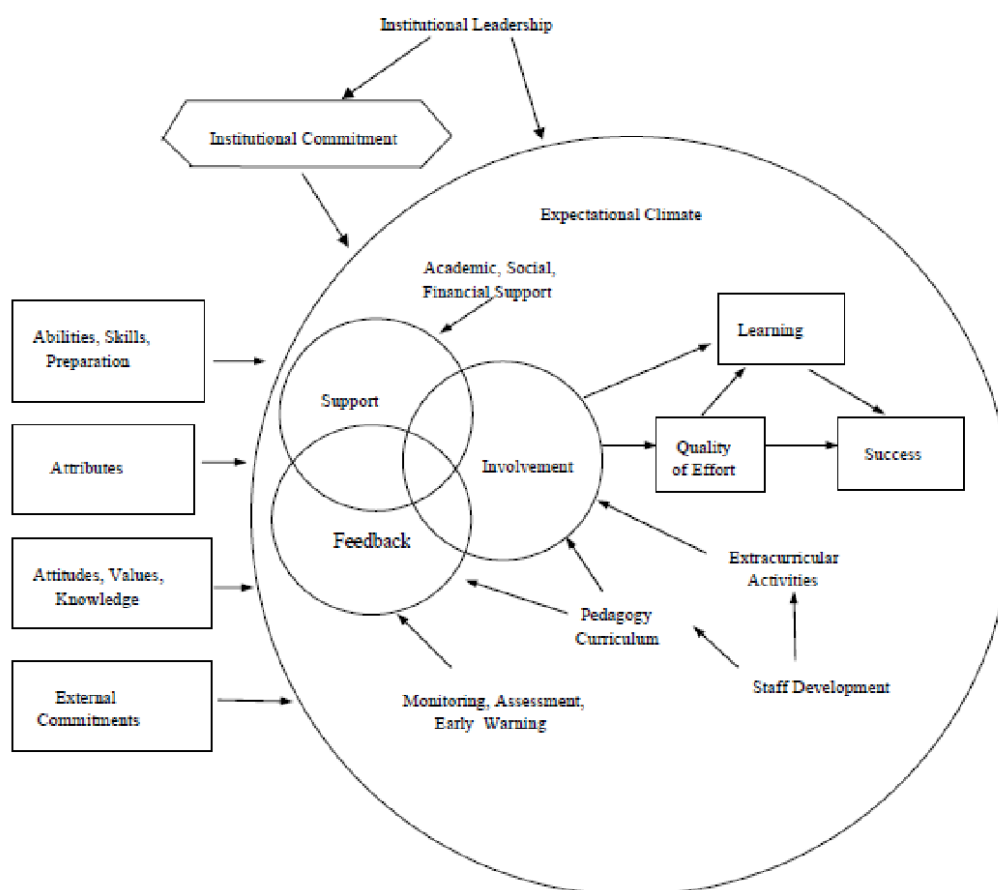 Institutional Leadership
Institutional Commitment
Expectational Climate
Academic, Social,
Financial Support
Abilities, Skills,
Preparation
Learning
Support
Attributes
Involvement
Quality
of Effort
Success
Feedback
Extracurricular
Activities
Attitudes, Values,
Knowledge
Pedagogy
Curriculum
Staff Development
External
Commitments
Monitoring, Assessment,
Early Warning